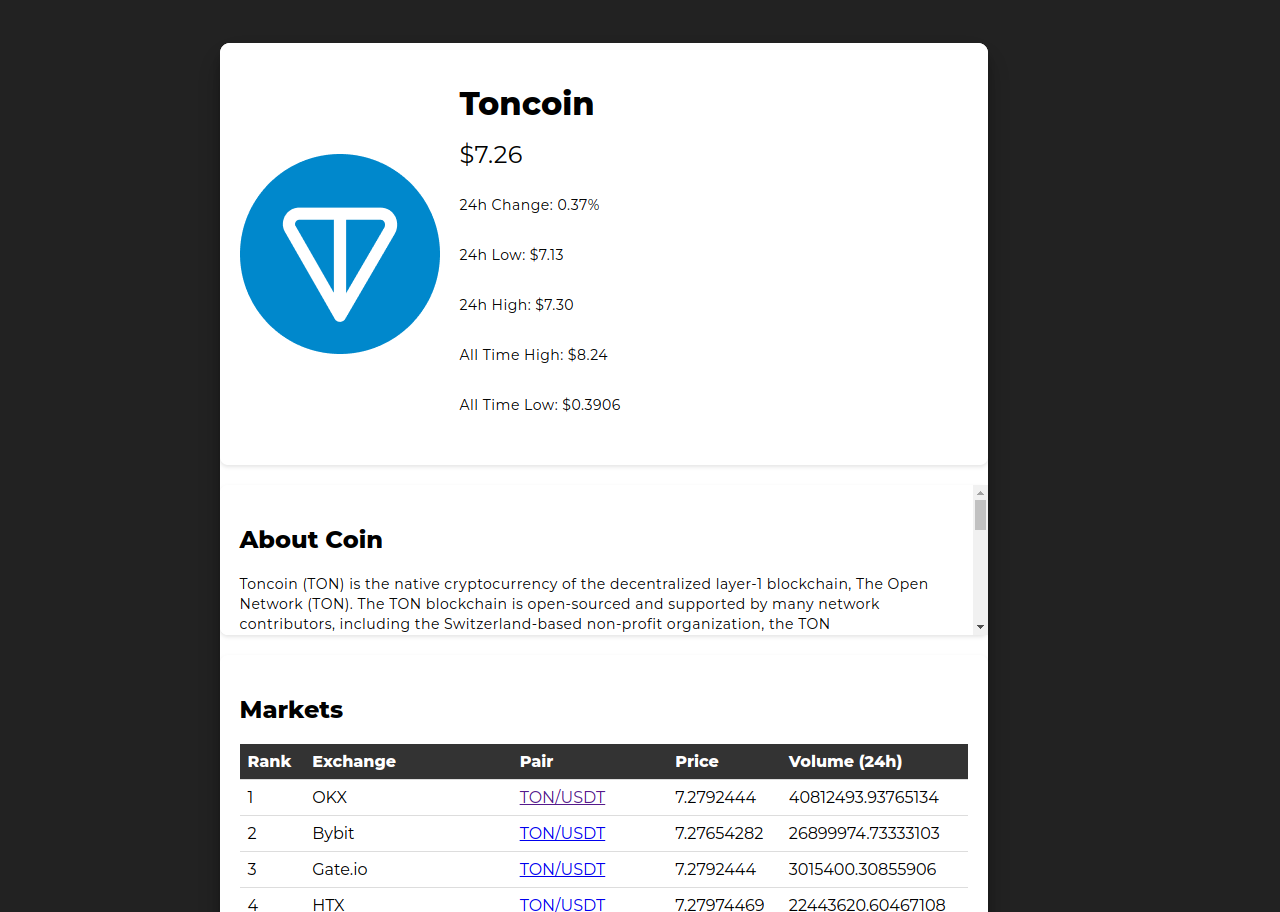 Toncoin
$7.26
24h Change: 0.37%
24h Low: $7.13
24h High: $7.30
All Time High: $8.24
All Time Low: $0.3906
About Coin
Toncoin (TON) is the native cryptocurrency of the decentralized layer-1 blockchain, The Open
Network (TON). The TON blockchain is open-sourced and supported by many network
contributors, including the Switzerland-based non-profit organization, the TON
Markets
Rank Exchange Pair Price Volume (24h)
1 OKX TON/USDT 7.2792444 40812493.93765134
2 Bybit TON/USDT 7.27654282 26899974.73333103
3 Gate.io TON/USDT 7.2792444 3015400.30855906
4 HTX TON/USDT 7.27974469 22443620.60467108